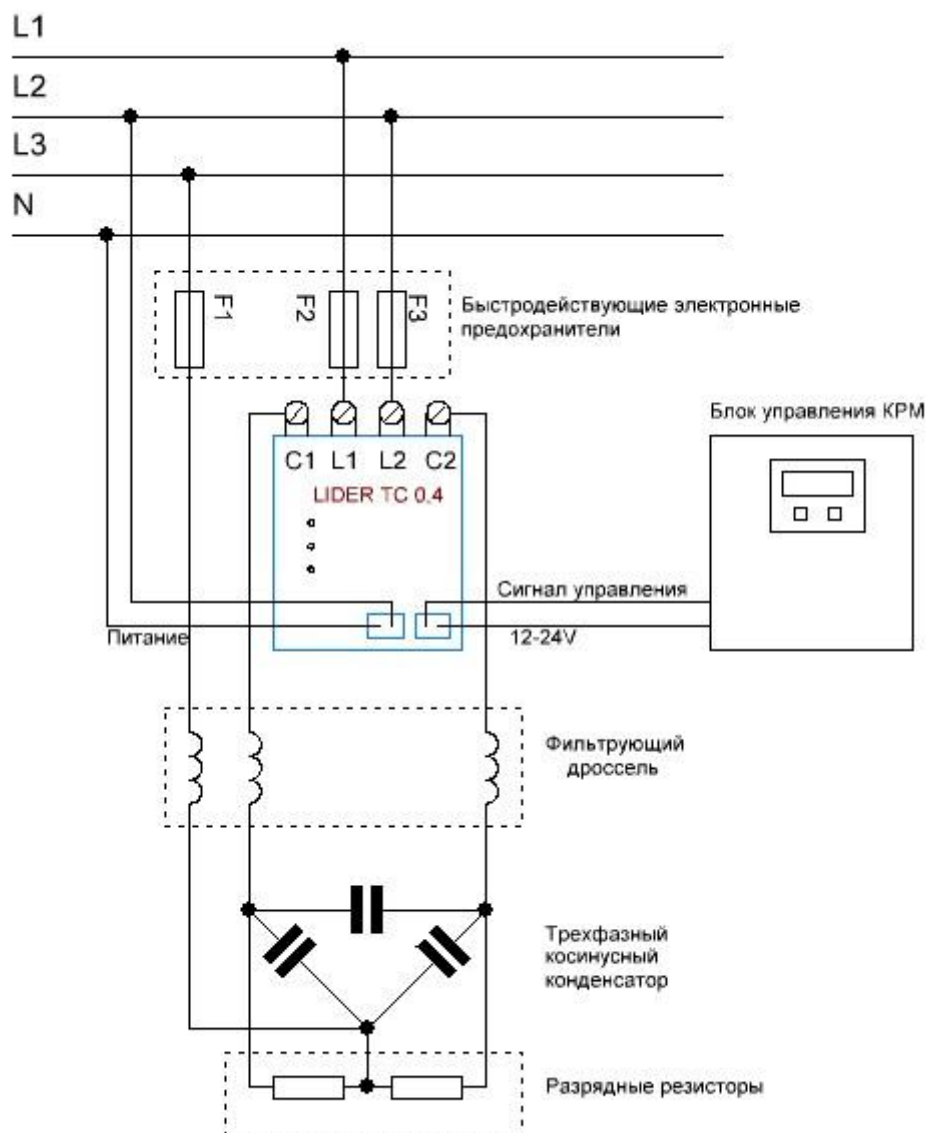 L1
L2
L3
N
F1
F2
F3
Быстродействующие электронные
предохранители
Блок управления КРМ
C1 L1 L2 C2
LIDER TC 0,4
Сигнал управления
Питание
12-24V
Фильтрующий
дроссель
Трехфазный
косинусный
конденсатор
Разрядные резисторы